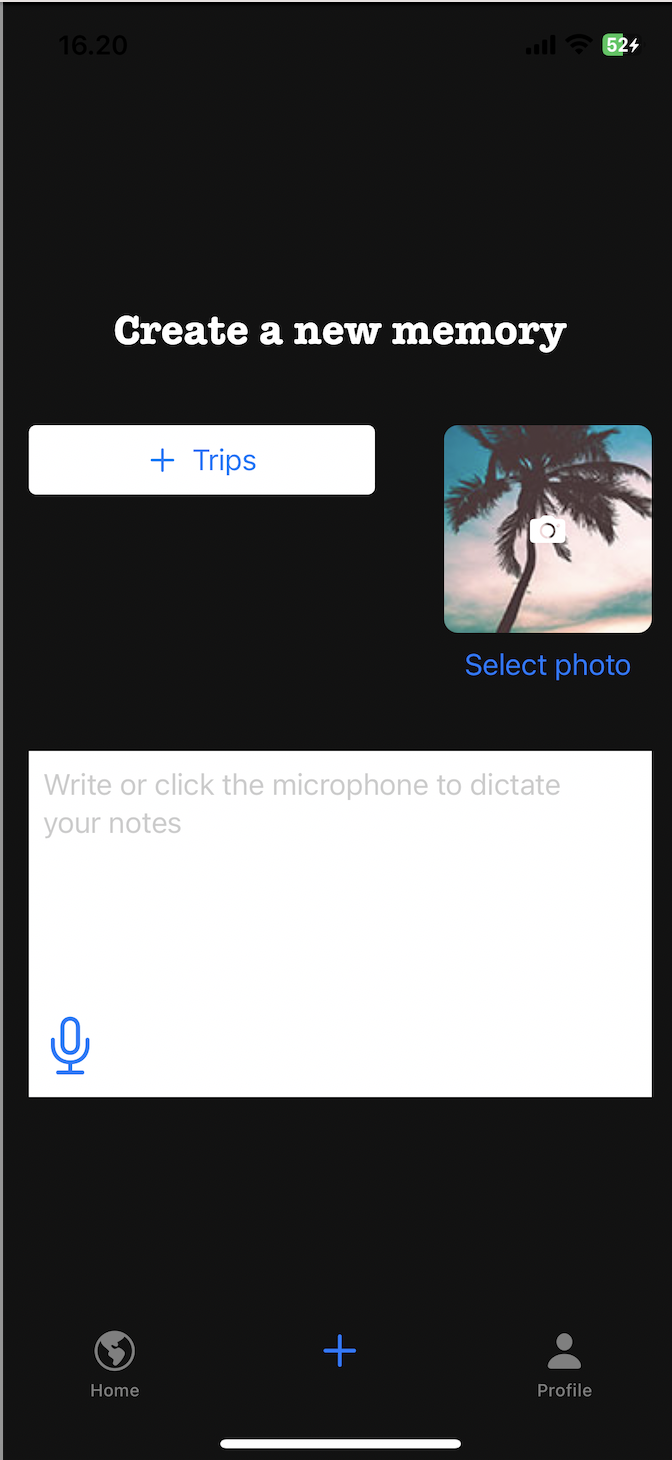 16.20
52
Create a new memory
+ Trips
Select photo
Write or click the microphone to dictate
your notes
Home
Profile